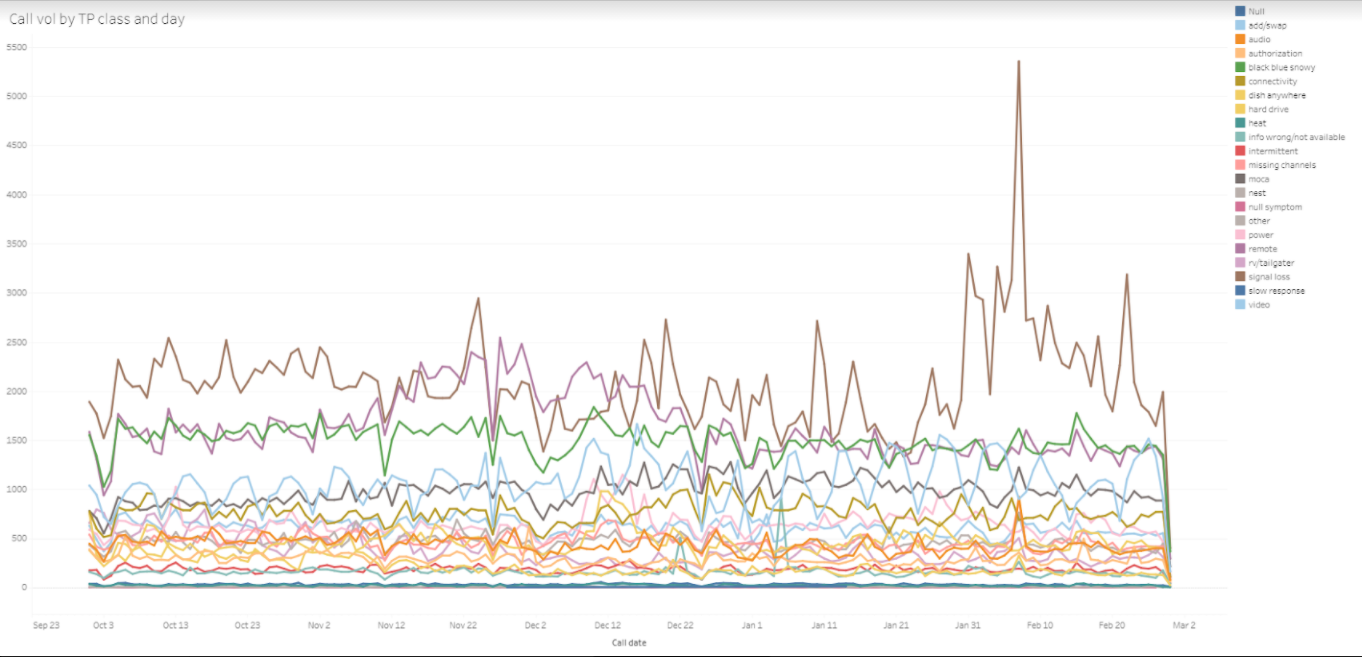 Call vol by TP class and day
5500
5000
4500
4000
3500
3000
2500
2000
1500
1000
500
0
Sep 23 Oct 3 Oct 13 Oct 23 Nov 2 Nov 12 Nov 22 Dec 2 Dec 12 Dec 22 Jan 1 Jan 11 Jan 21 Jan 31 Feb 10 Feb 20 Mar 2
Call date
Null
add/swap
audio
authorization
black blue snowy
connectivity
dish anywhere
hard drive
heat
info wrong/not available
intermittent
missing channels
moca
nest
null symptom
other
power
remote
rv/tailgater
signal loss
slow response
video